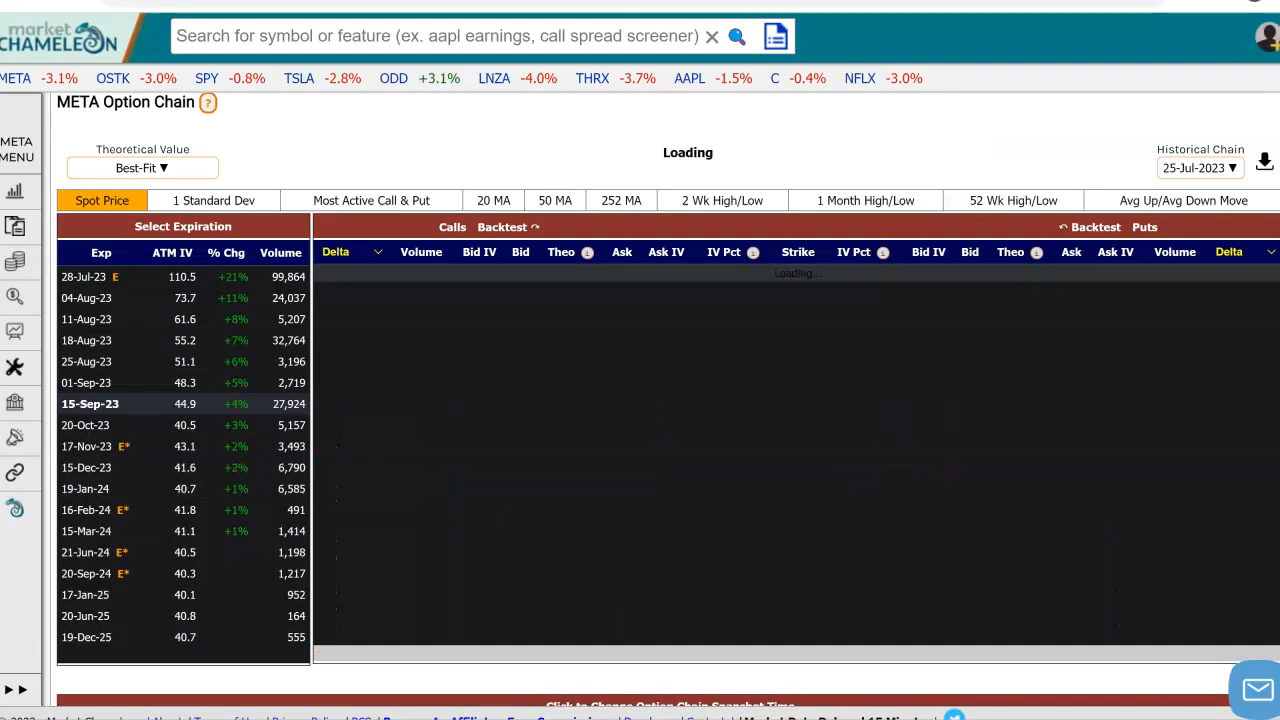 market
CHAMELEON
Search for symbol or feature (ex. aapl earnings, call spread screener)
META -3.1% OSTK -3.0% SPY -0.8% TSLA -2.8% ODD +3.1% LNZA -4.0% THRX -3.7% AAPL -1.5% C -0.4% NFLX -3.0%
META Option Chain ?
META
MENU
Theoretical Value
Best-Fit ▼
Loading
Historical Chain
25-Jul-2023 ▼
Spot Price 1 Standard Dev Most Active Call & Put 20 MA 50 MA 252 MA 2 Wk High/Low 1 Month High/Low 52 Wk High/Low Avg Up/Avg Down Move
Select Expiration Calls Backtest ↷ ↶ Backtest Puts
Exp ATM IV % Chg Volume Delta Volume Bid IV Bid Theo i Ask Ask IV IV Pct i Strike IV Pct i Bid IV Bid Theo i Ask Ask IV Volume Delta
Loading...
28-Jul-23 E 110.5 +21% 99,864
04-Aug-23 73.7 +11% 24,037
11-Aug-23 61.6 +8% 5,207
18-Aug-23 55.2 +7% 32,764
25-Aug-23 51.1 +6% 3,196
01-Sep-23 48.3 +5% 2,719
15-Sep-23 44.9 +4% 27,924
20-Oct-23 40.5 +3% 5,157
17-Nov-23 E* 43.1 +2% 3,493
15-Dec-23 41.6 +2% 6,790
19-Jan-24 40.7 +1% 6,585
16-Feb-24 E* 41.8 +1% 491
15-Mar-24 41.1 +1% 1,414
21-Jun-24 E* 40.5 1,198
20-Sep-24 E* 40.3 1,217
17-Jan-25 40.1 952
20-Jun-25 40.8 164
19-Dec-25 40.7 555
Click to Change Option Chain Snapshot Time